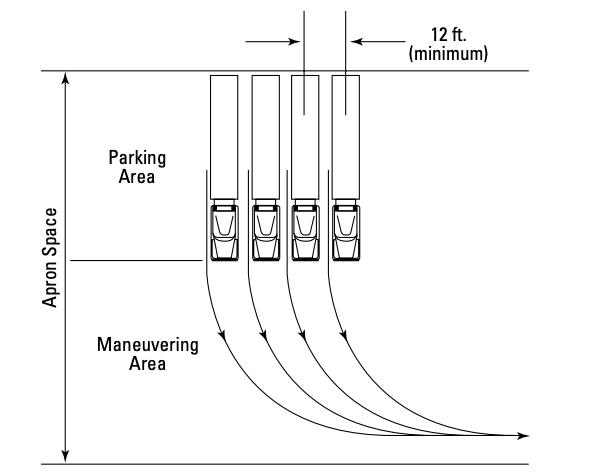 12 ft.
(minimum)
Parking
Area
Apron Space
Maneuvering
Area